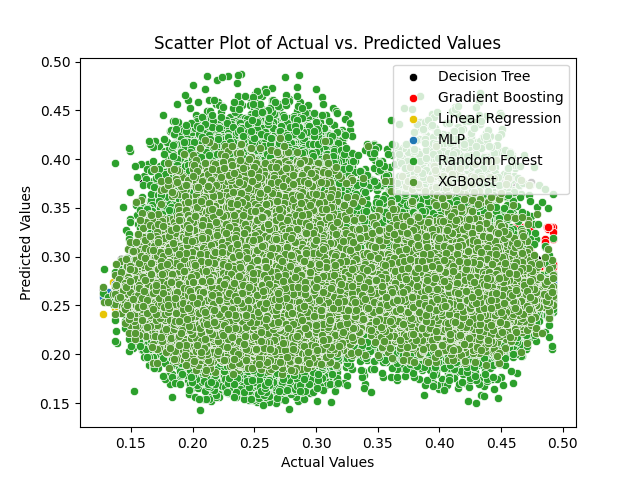 Scatter Plot of Actual vs. Predicted Values
0.50
0.45
0.40
0.35
0.30
0.25
0.20
0.15
Predicted Values
Decision Tree
Gradient Boosting
Linear Regression
MLP
Random Forest
XGBoost
0.15 0.20 0.25 0.30 0.35 0.40 0.45 0.50
Actual Values